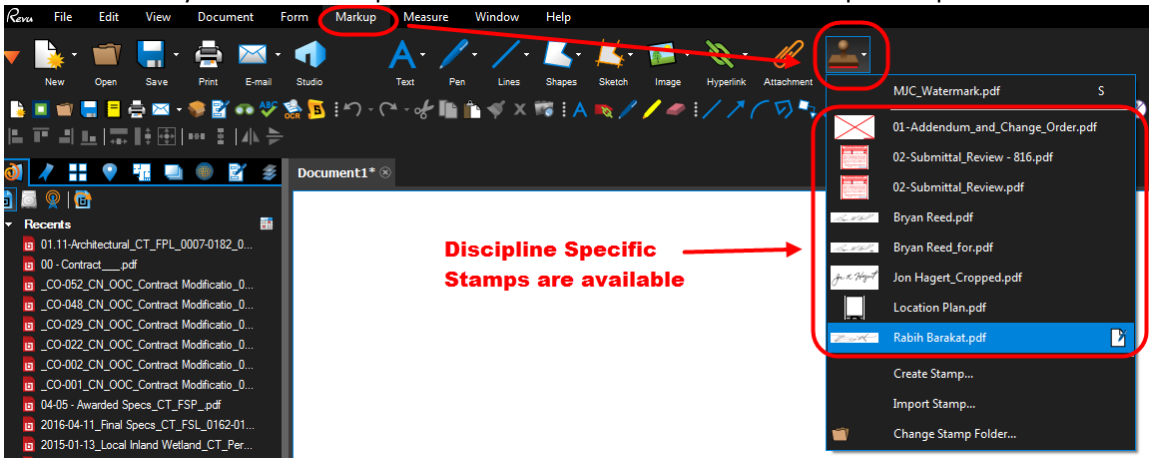 Revu File Edit View Document Form Markup Measure Window Help
New Open Save Print E-mail Studio Text Pen Lines Shapes Sketch Image Hyperlink Attachment
MJC_Watermark.pdf S
01-Addendum_and_Change_Order.pdf
02-Submittal_Review - 816.pdf
02-Submittal_Review.pdf
Bryan Reed.pdf
Bryan Reed_for.pdf
Jon Hagert_Cropped.pdf
Location Plan.pdf
Rabih Barakat.pdf
Create Stamp...
Import Stamp...
Change Stamp Folder...
Document1*
Discipline Specific
Stamps are available
Recents
01.11-Architectural_CT_FPL_0007-0182_0...
00 - Contract___.pdf
_CO-052_CN_OOC_Contract Modificatio_0...
_CO-048_CN_OOC_Contract Modificatio_0...
_CO-029_CN_OOC_Contract Modificatio_0...
_CO-022_CN_OOC_Contract Modificatio_0...
_CO-002_CN_OOC_Contract Modificatio_0...
_CO-001_CN_OOC_Contract Modificatio_0...
04-05 - Awarded Specs_CT_FSP_.pdf
2016-04-11_Final Specs_CT_FSL_0162-01...
2015-01-13_Local Inland Wetland_CT_Per...